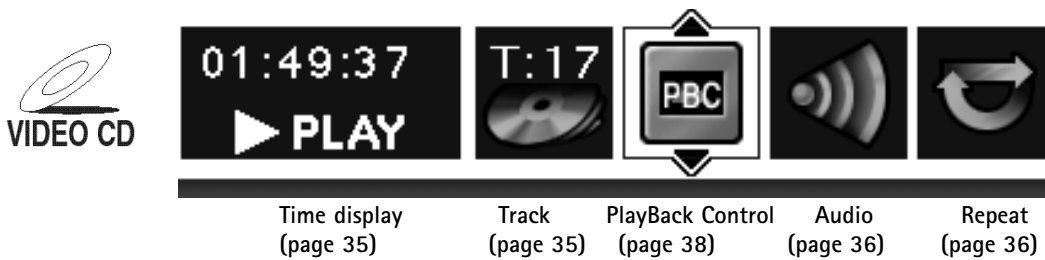 01:49:37
▶ PLAY
T:17
PBC
VIDEO CD
Time display
(page 35)
Track
(page 35)
PlayBack Control
(page 38)
Audio
(page 36)
Repeat
(page 36)